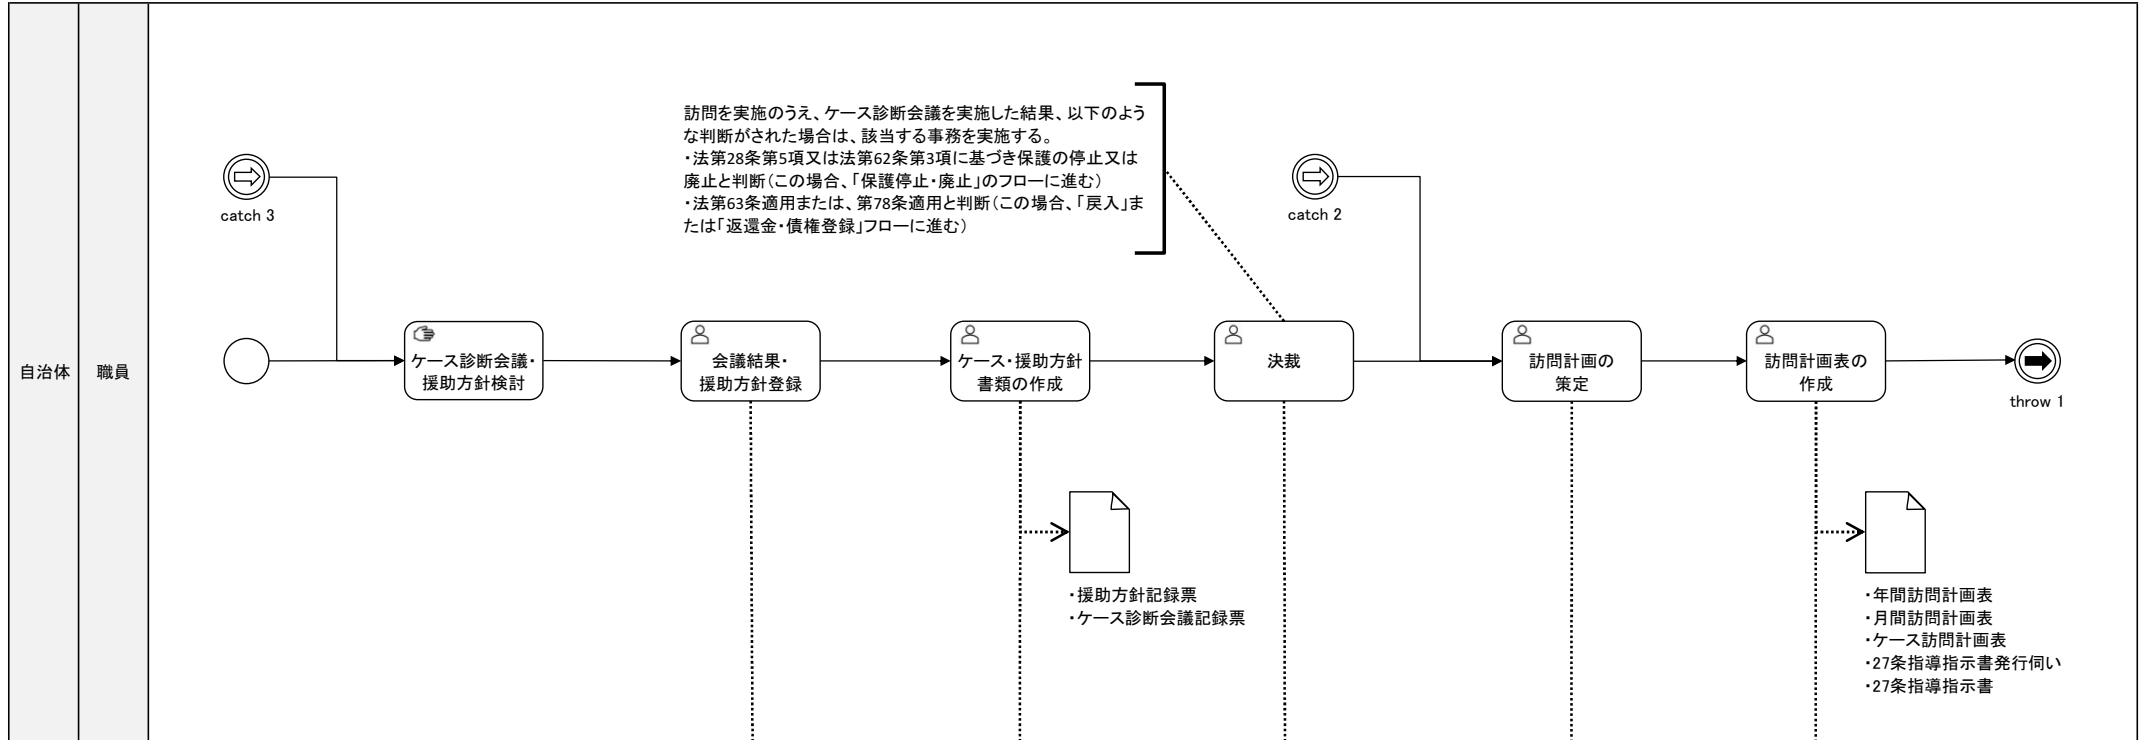 自治体
職員
訪問を実施のうえ、ケース診断会議を実施した結果、以下のよう
な判断がされた場合は、該当する事務を実施する。
・法第28条第5項又は法第62条第3項に基づき保護の停止又は
廃止と判断(この場合、「保護停止・廃止」のフローに進む)
・法第63条適用または、第78条適用と判断(この場合、「戻入」ま
たは「返還金・債権登録」フローに進む)
catch 3
catch 2
ケース診断会議・
援助方針検討
会議結果・
援助方針登録
ケース・援助方針
書類の作成
決裁
訪問計画の
策定
訪問計画表の
作成
throw 1
・援助方針記録票
・ケース診断会議記録票
・年間訪問計画表
・月間訪問計画表
・ケース訪問計画表
・27条指導指示書発行伺い
・27条指導指示書